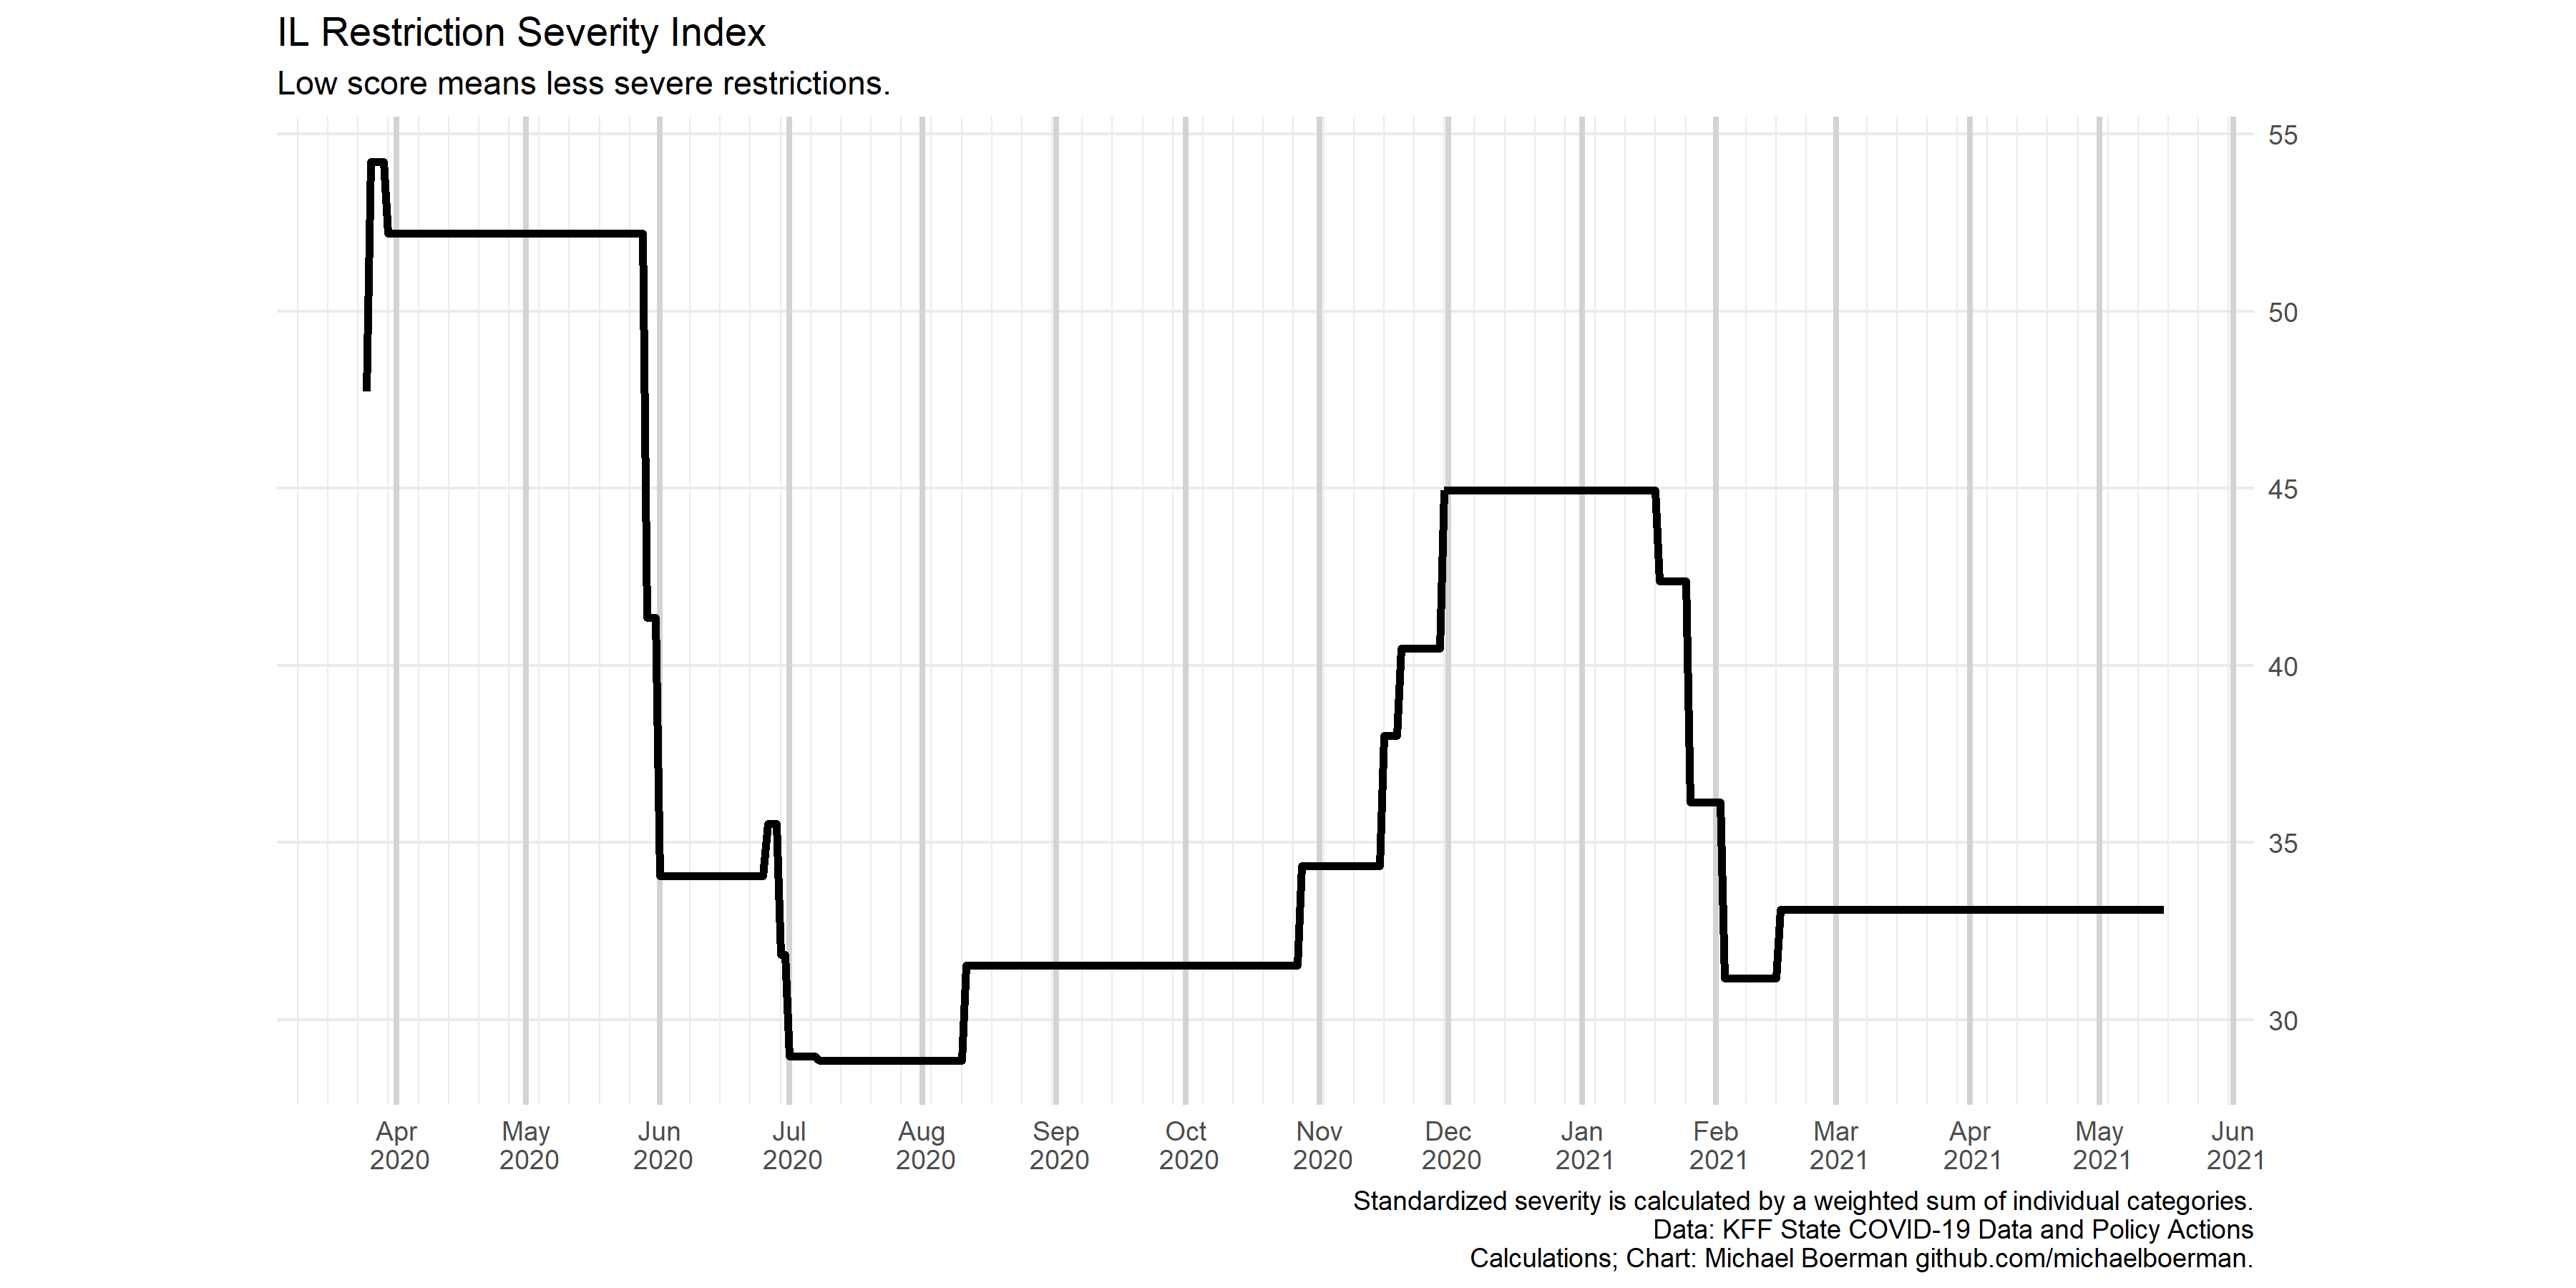 IL Restriction Severity Index
Low score means less severe restrictions.
55
50
45
40
35
30
Apr May Jun Jul Aug Sep Oct Nov Dec Jan Feb Mar Apr May Jun
2020 2020 2020 2020 2020 2020 2020 2020 2020 2021 2021 2021 2021 2021 2021
Standardized severity is calculated by a weighted sum of individual categories.
Data: KFF State COVID-19 Data and Policy Actions
Calculations; Chart: Michael Boerman github.com/michaelboerman.